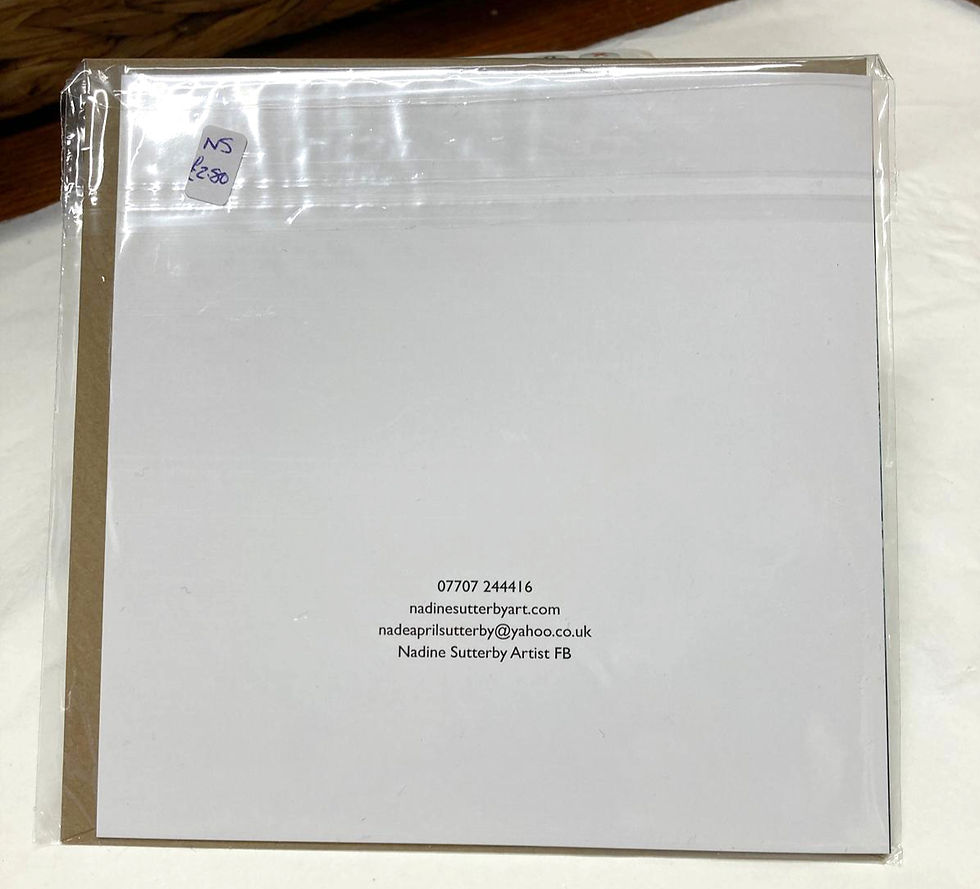 NS
£2.80
07707 244416
nadinesutterbyart.com
nadeaprilsutterby@yahoo.co.uk
Nadine Sutterby Artist FB